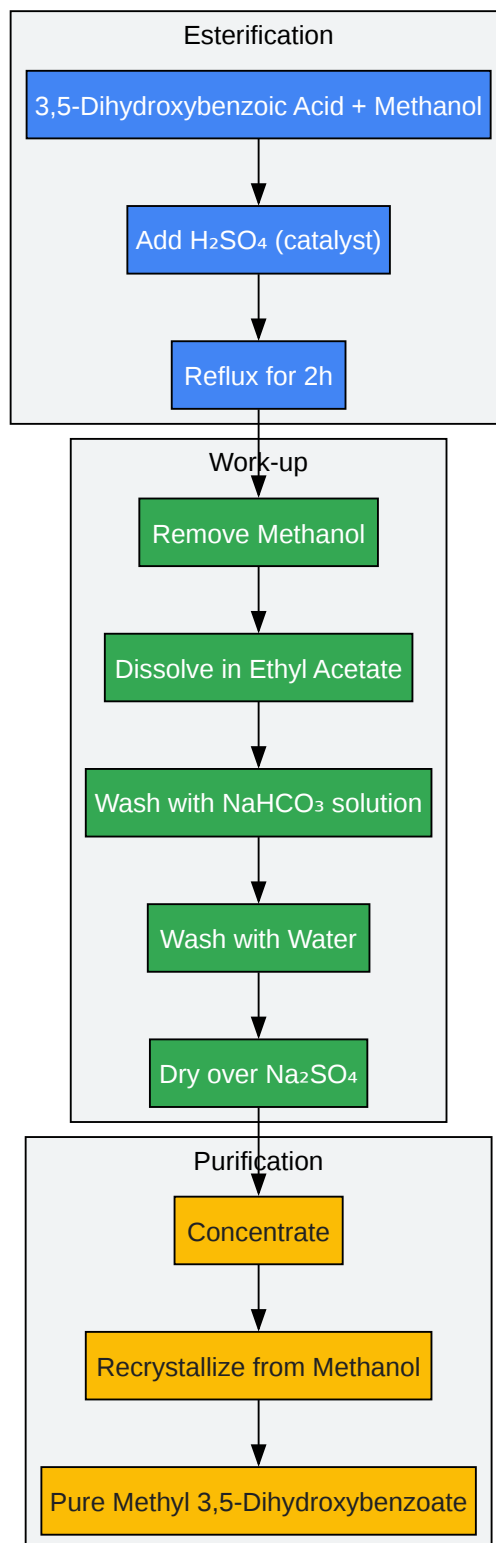 Esterification
3,5-Dihydroxybenzoic Acid + Methanol
Add H₂SO₄ (catalyst)
Reflux for 2h
Work-up
Remove Methanol
Dissolve in Ethyl Acetate
Wash with NaHCO₃ solution
Wash with Water
Dry over Na₂SO₄
Purification
Concentrate
Recrystallize from Methanol
Pure Methyl 3,5-Dihydroxybenzoate